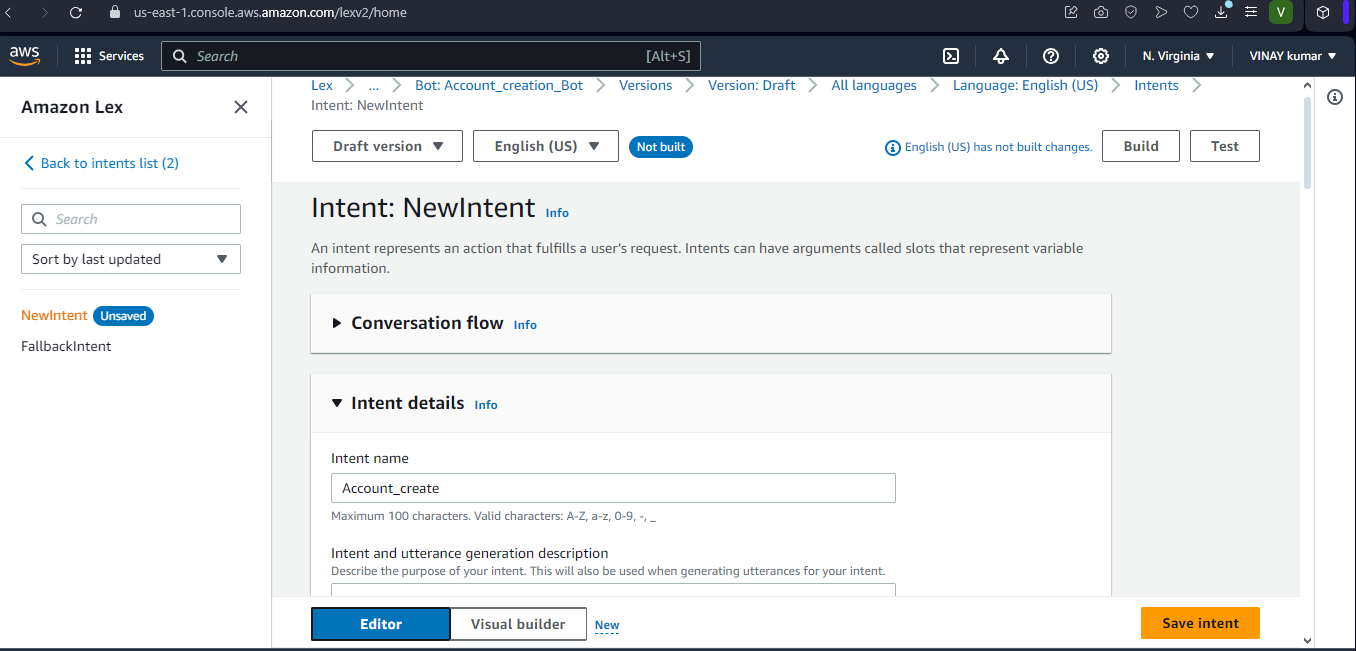 us-east-1.console.aws.amazon.com/lexv2/home
V
aws
Services
Search [Alt+S]
N. Virginia
VINAY kumar
Amazon Lex
Back to intents list (2)
Search
Sort by last updated
NewIntent Unsaved
FallbackIntent
Lex ... Bot: Account_creation_Bot Versions Version: Draft All languages Language: English (US) Intents
Intent: NewIntent
Draft version English (US) Not built English (US) has not built changes. Build Test
Intent: NewIntent Info
An intent represents an action that fulfills a user's request. Intents can have arguments called slots that represent variable
information.
Conversation flow Info
Intent details Info
Intent name
Account_create
Maximum 100 characters. Valid characters: A-Z, a-z, 0-9, -, _
Intent and utterance generation description
Describe the purpose of your intent. This will also be used when generating utterances for your intent.
Editor Visual builder New Save intent